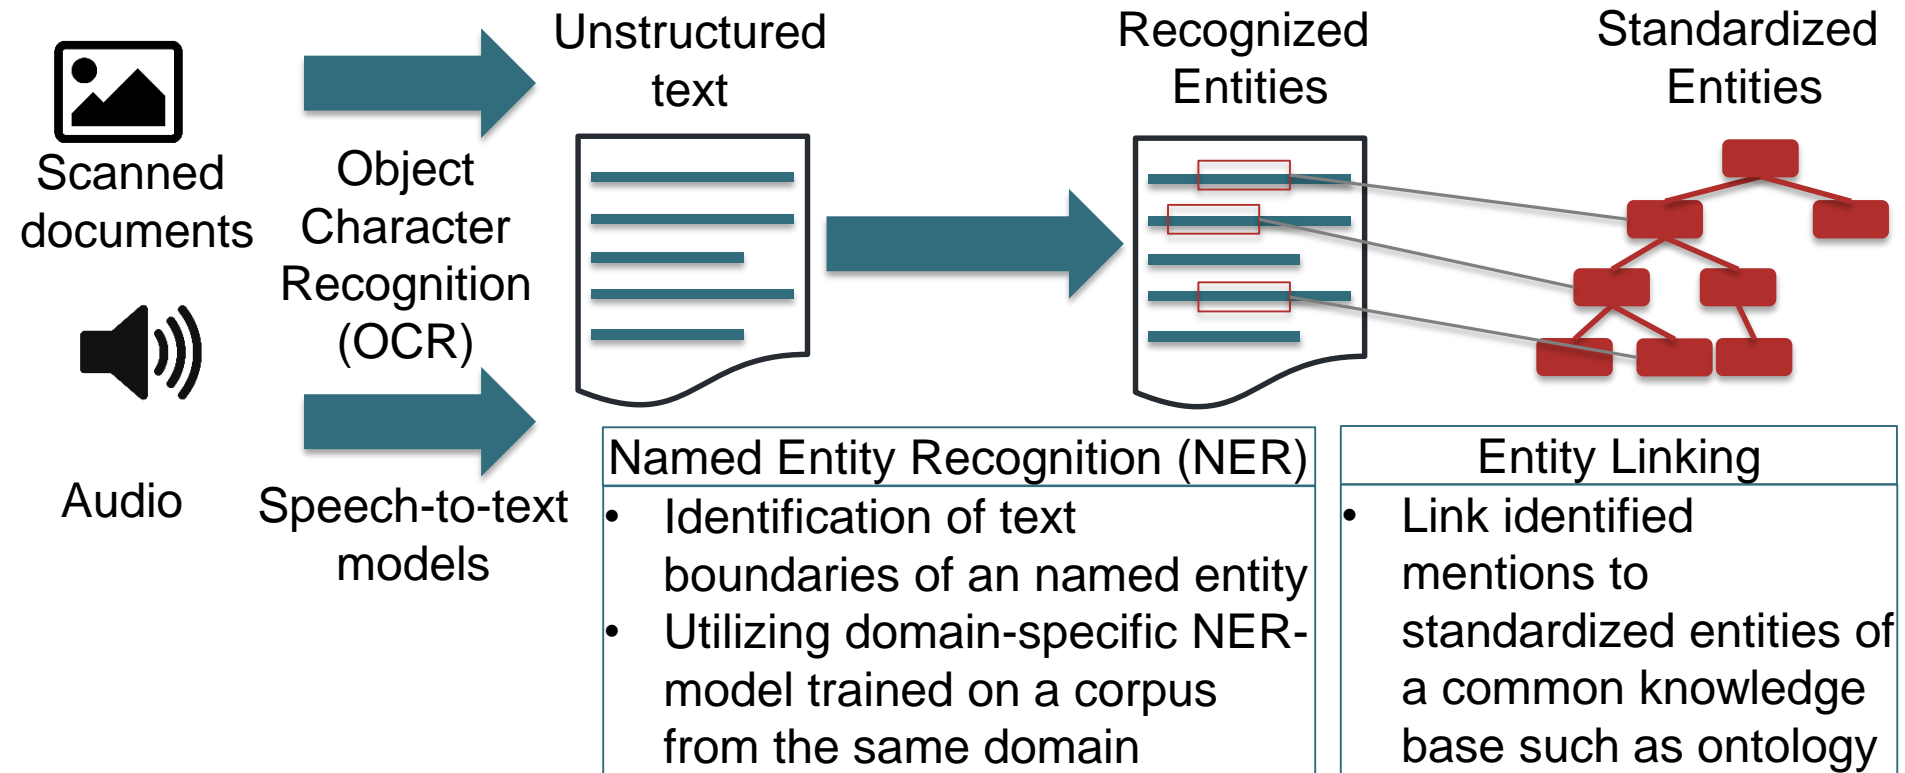 Scanned
documents
Audio
Object
Character
Recognition
(OCR)
Speech-to-text
models
Unstructured
text
Recognized
Entities
Standardized
Entities
Named Entity Recognition (NER)
• Identification of text
boundaries of an named entity
• Utilizing domain-specific NER-
model trained on a corpus
from the same domain
Entity Linking
• Link identified
mentions to
standardized entities of
a common knowledge
base such as ontology